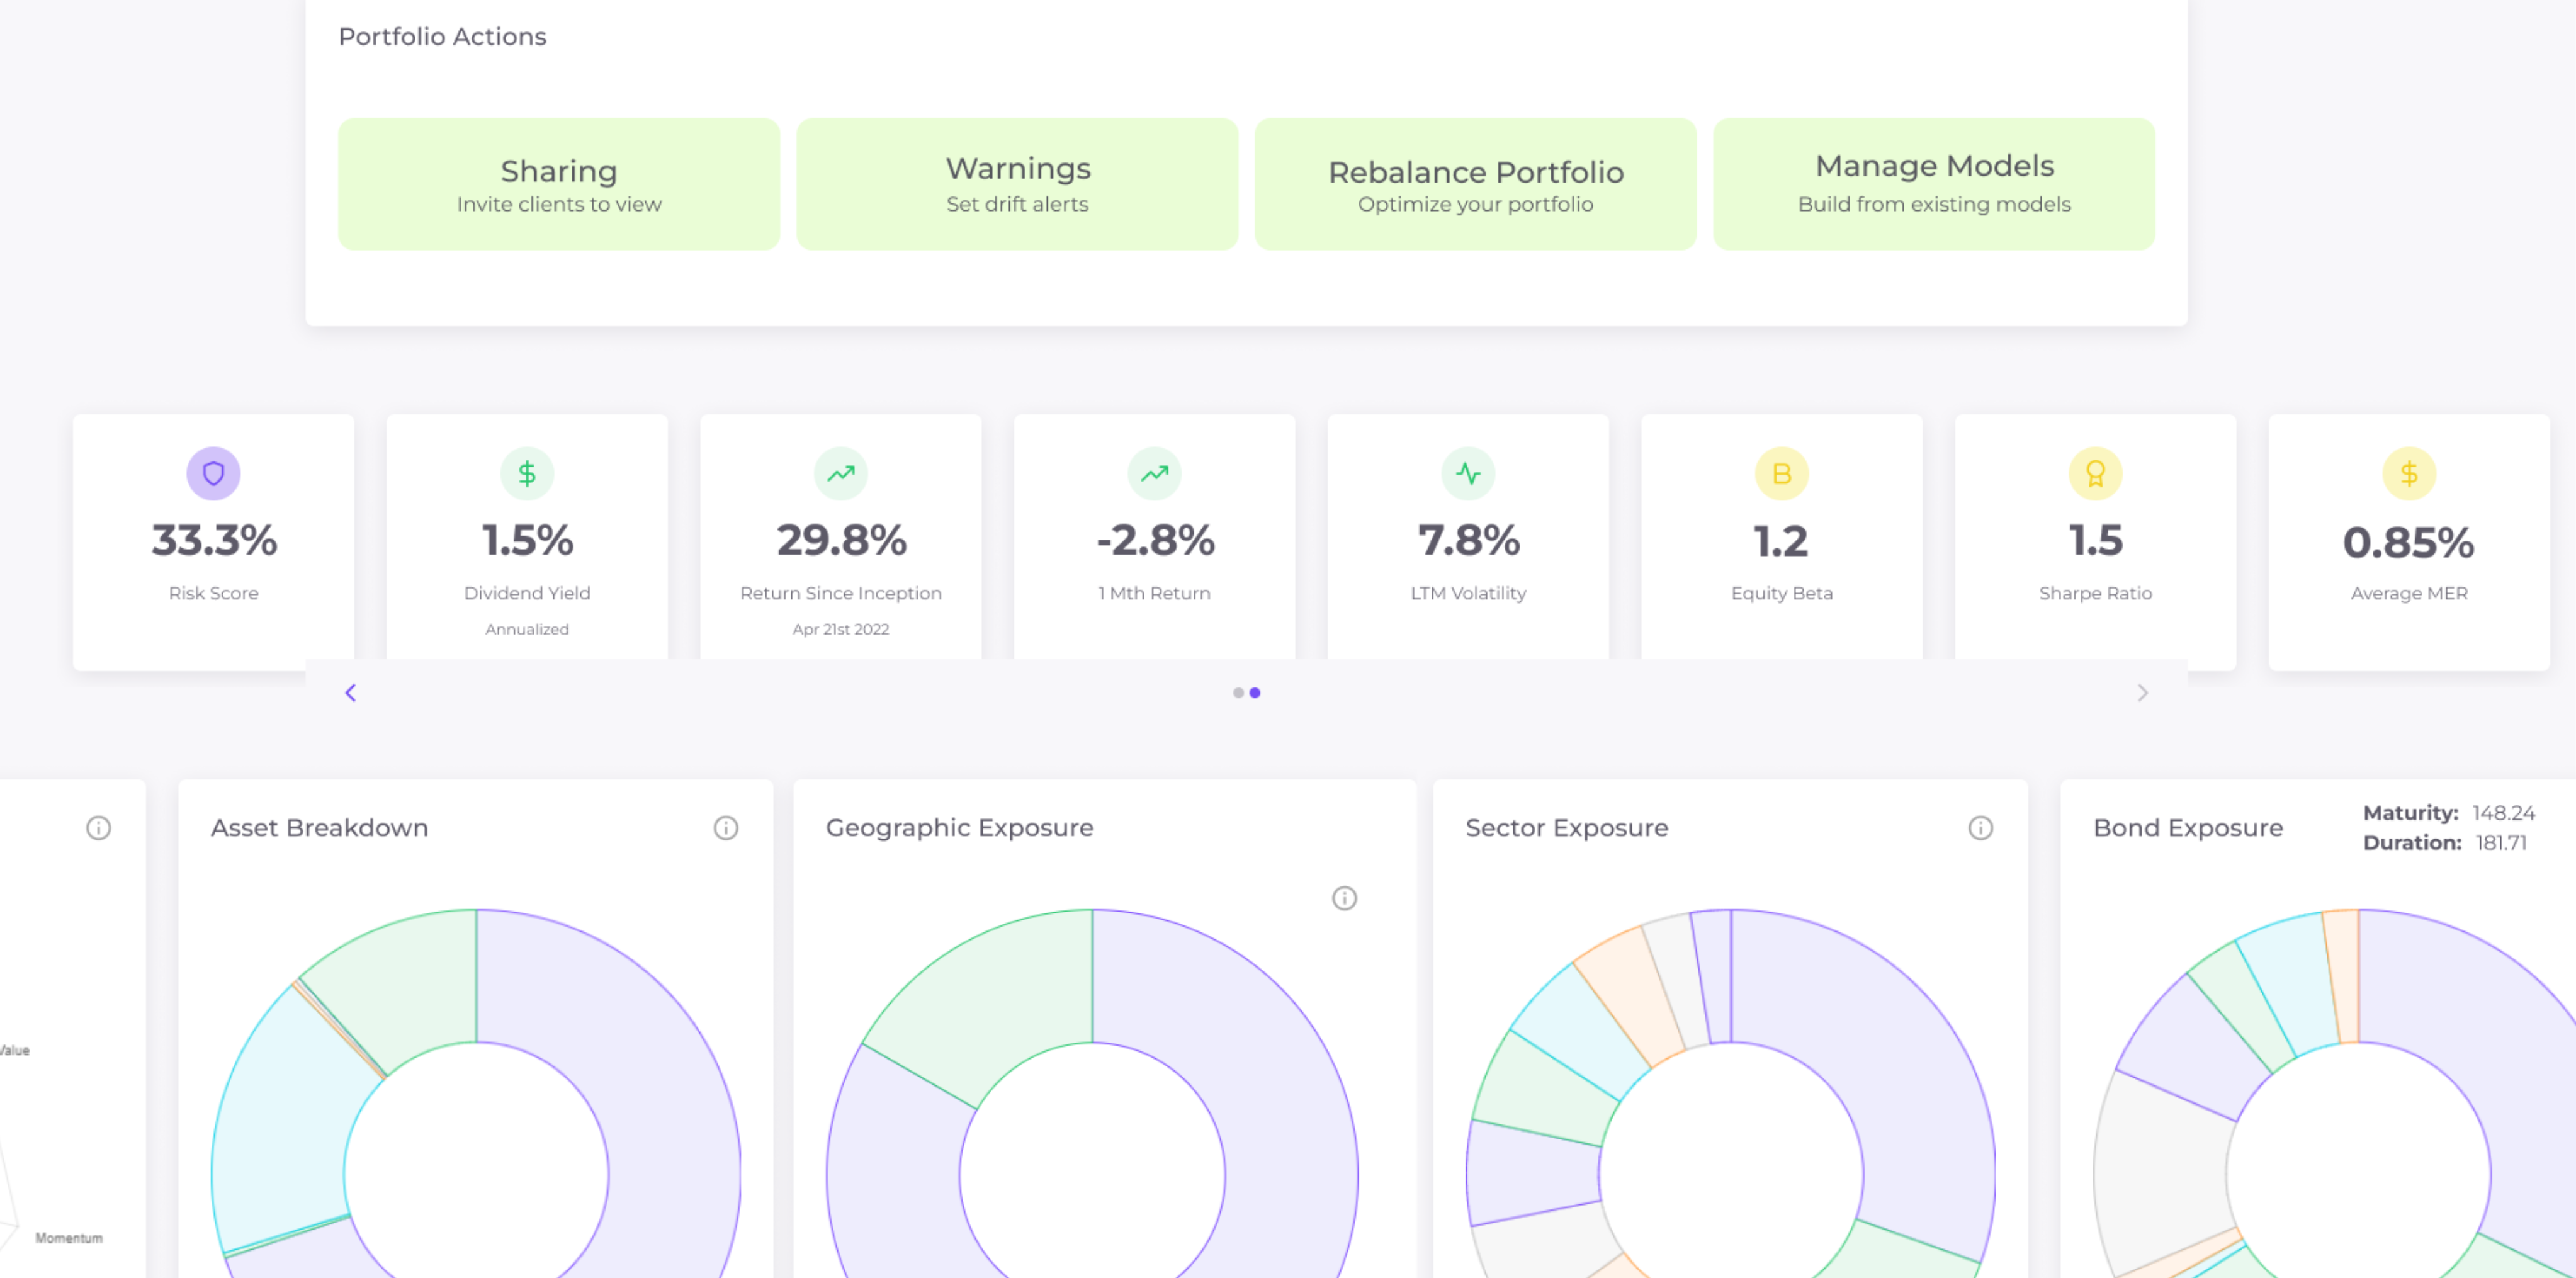 Portfolio Actions
Sharing
Invite clients to view
Warnings
Set drift alerts
Rebalance Portfolio
Optimize your portfolio
Manage Models
Build from existing models
33.3%
Risk Score
1.5%
Dividend Yield
Annualized
29.8%
Return Since Inception
Apr 21st 2022
-2.8%
1 Mth Return
7.8%
LTM Volatility
B
1.2
Equity Beta
1.5
Sharpe Ratio
0.85%
Average MER
Value
Momentum
Asset Breakdown
Geographic Exposure
Sector Exposure
Bond Exposure
Maturity: 148.24
Duration: 181.71